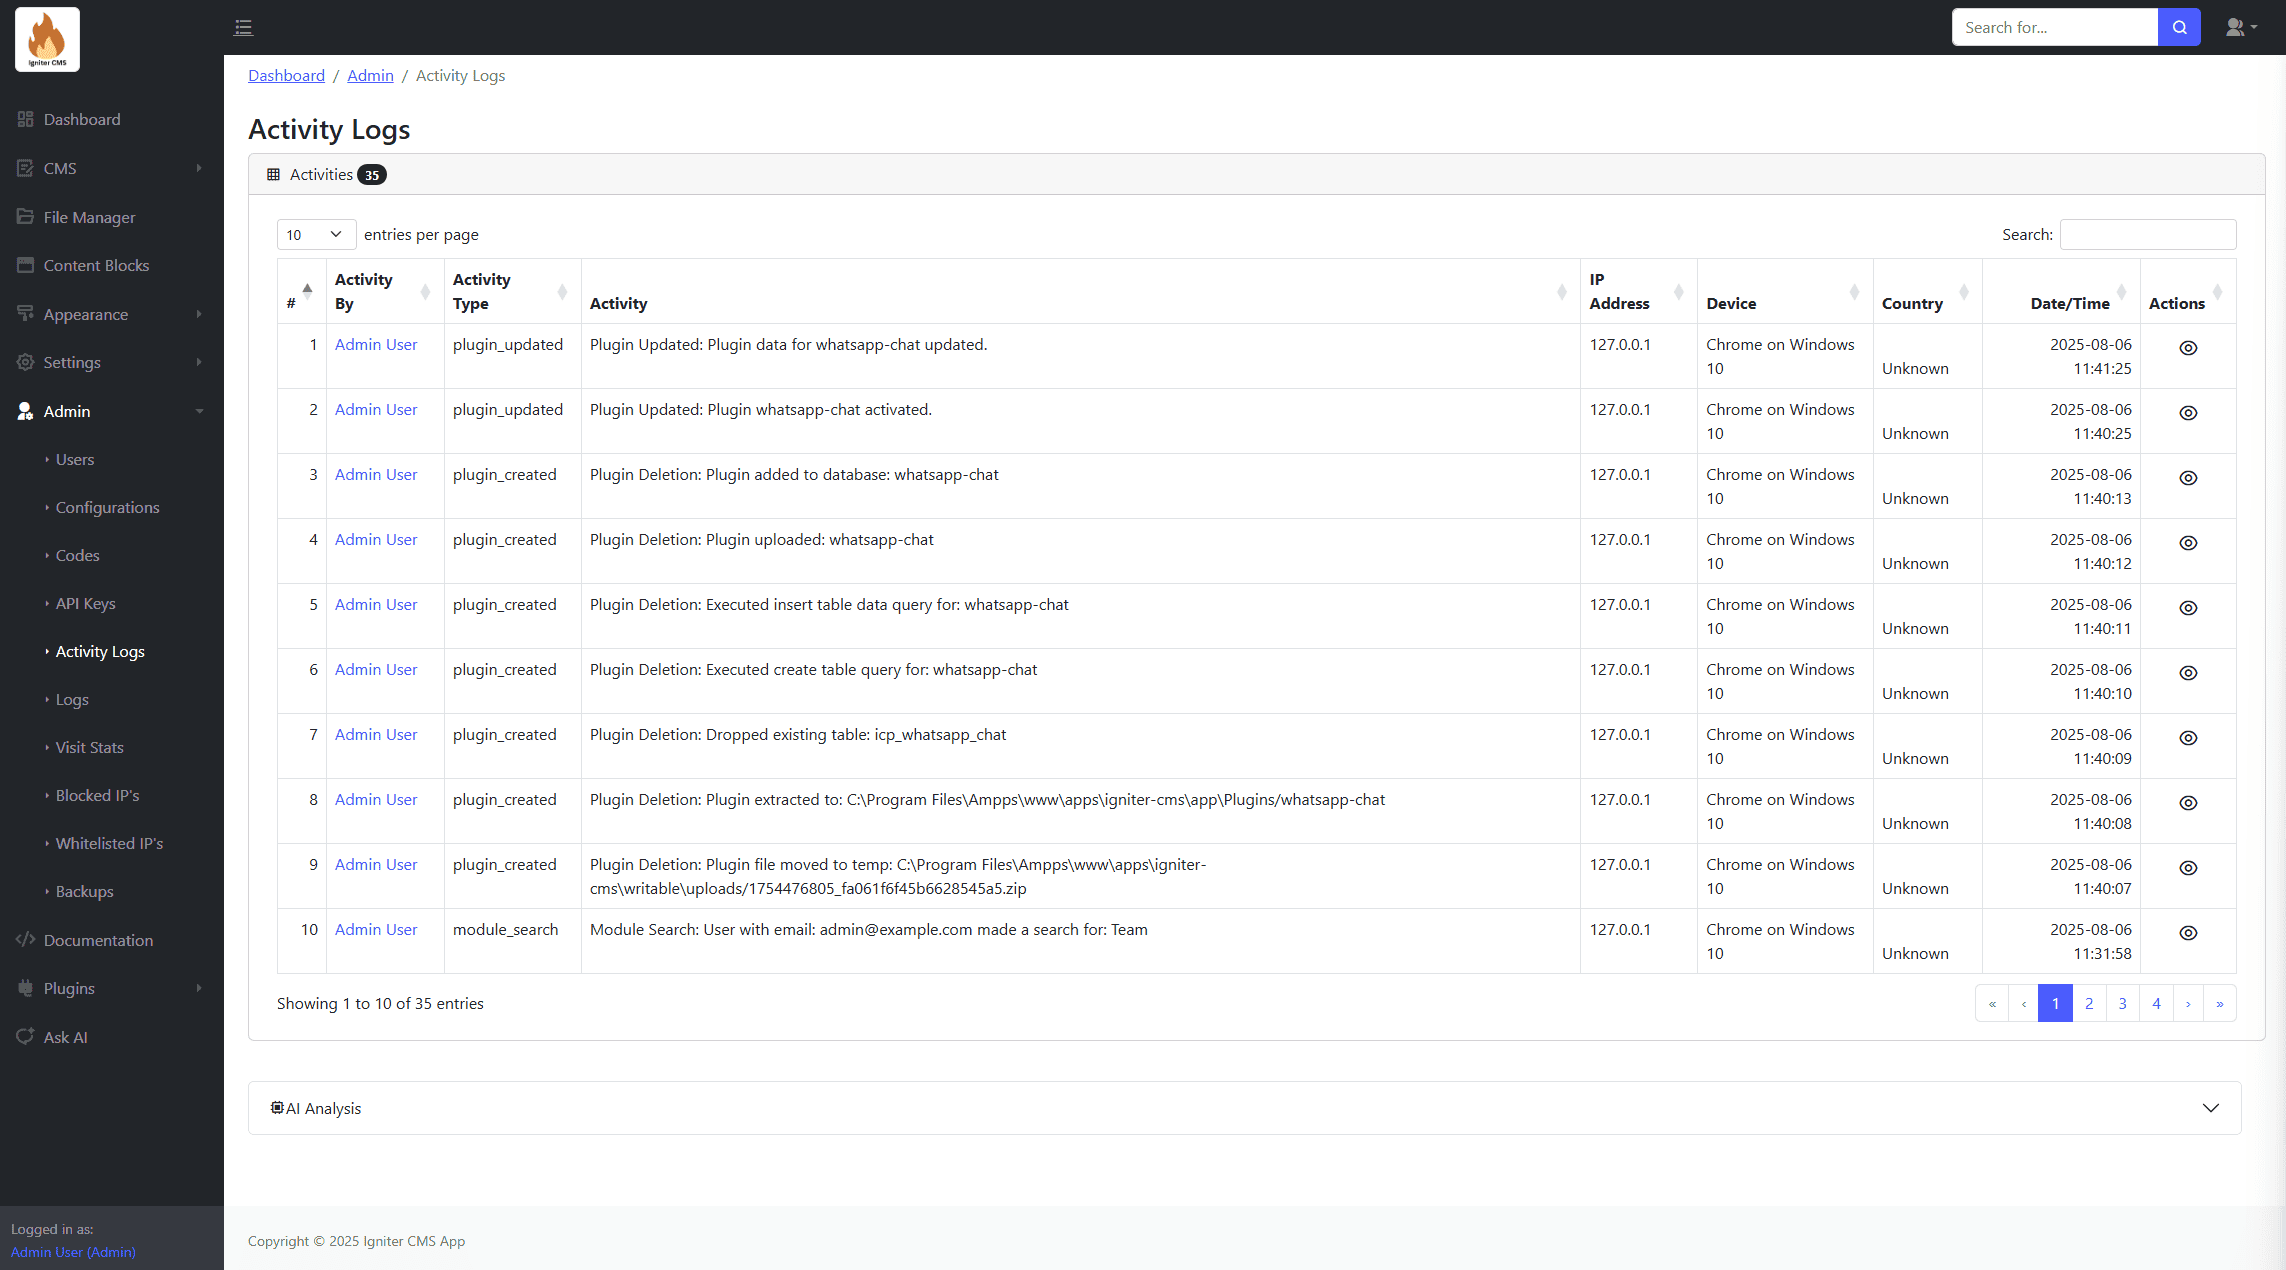 Igniter CMS
Search for...
Dashboard / Admin / Activity Logs
Dashboard
CMS
File Manager
Content Blocks
Appearance
Settings
Admin
Users
Configurations
Codes
API Keys
Activity Logs
Logs
Visit Stats
Blocked IP's
Whitelisted IP's
Backups
Documentation
Plugins
Ask AI
Logged in as:
Admin User (Admin)
Activity Logs
Activities 35
10 entries per page
Search:
# Activity By Activity Type Activity IP Address Device Country Date/Time Actions
1 Admin User plugin_updated Plugin Updated: Plugin data for whatsapp-chat updated. 127.0.0.1 Chrome on Windows 10 Unknown 2025-08-06 11:41:25
2 Admin User plugin_updated Plugin Updated: Plugin whatsapp-chat activated. 127.0.0.1 Chrome on Windows 10 Unknown 2025-08-06 11:40:25
3 Admin User plugin_created Plugin Deletion: Plugin added to database: whatsapp-chat 127.0.0.1 Chrome on Windows 10 Unknown 2025-08-06 11:40:13
4 Admin User plugin_created Plugin Deletion: Plugin uploaded: whatsapp-chat 127.0.0.1 Chrome on Windows 10 Unknown 2025-08-06 11:40:12
5 Admin User plugin_created Plugin Deletion: Executed insert table data query for: whatsapp-chat 127.0.0.1 Chrome on Windows 10 Unknown 2025-08-06 11:40:11
6 Admin User plugin_created Plugin Deletion: Executed create table query for: whatsapp-chat 127.0.0.1 Chrome on Windows 10 Unknown 2025-08-06 11:40:10
7 Admin User plugin_created Plugin Deletion: Dropped existing table: icp_whatsapp_chat 127.0.0.1 Chrome on Windows 10 Unknown 2025-08-06 11:40:09
8 Admin User plugin_created Plugin Deletion: Plugin extracted to: C:\Program Files\Ampps\www\apps\igniter-cms\app\Plugins/whatsapp-chat 127.0.0.1 Chrome on Windows 10 Unknown 2025-08-06 11:40:08
9 Admin User plugin_created Plugin Deletion: Plugin file moved to temp: C:\Program Files\Ampps\www\apps\igniter-cms\writable\uploads/1754476805_fa061f6f45b6628545a5.zip 127.0.0.1 Chrome on Windows 10 Unknown 2025-08-06 11:40:07
10 Admin User module_search Module Search: User with email: admin@example.com made a search for: Team 127.0.0.1 Chrome on Windows 10 Unknown 2025-08-06 11:31:58
Showing 1 to 10 of 35 entries
« ‹ 1 2 3 4 › »
AI Analysis
Copyright © 2025 Igniter CMS App